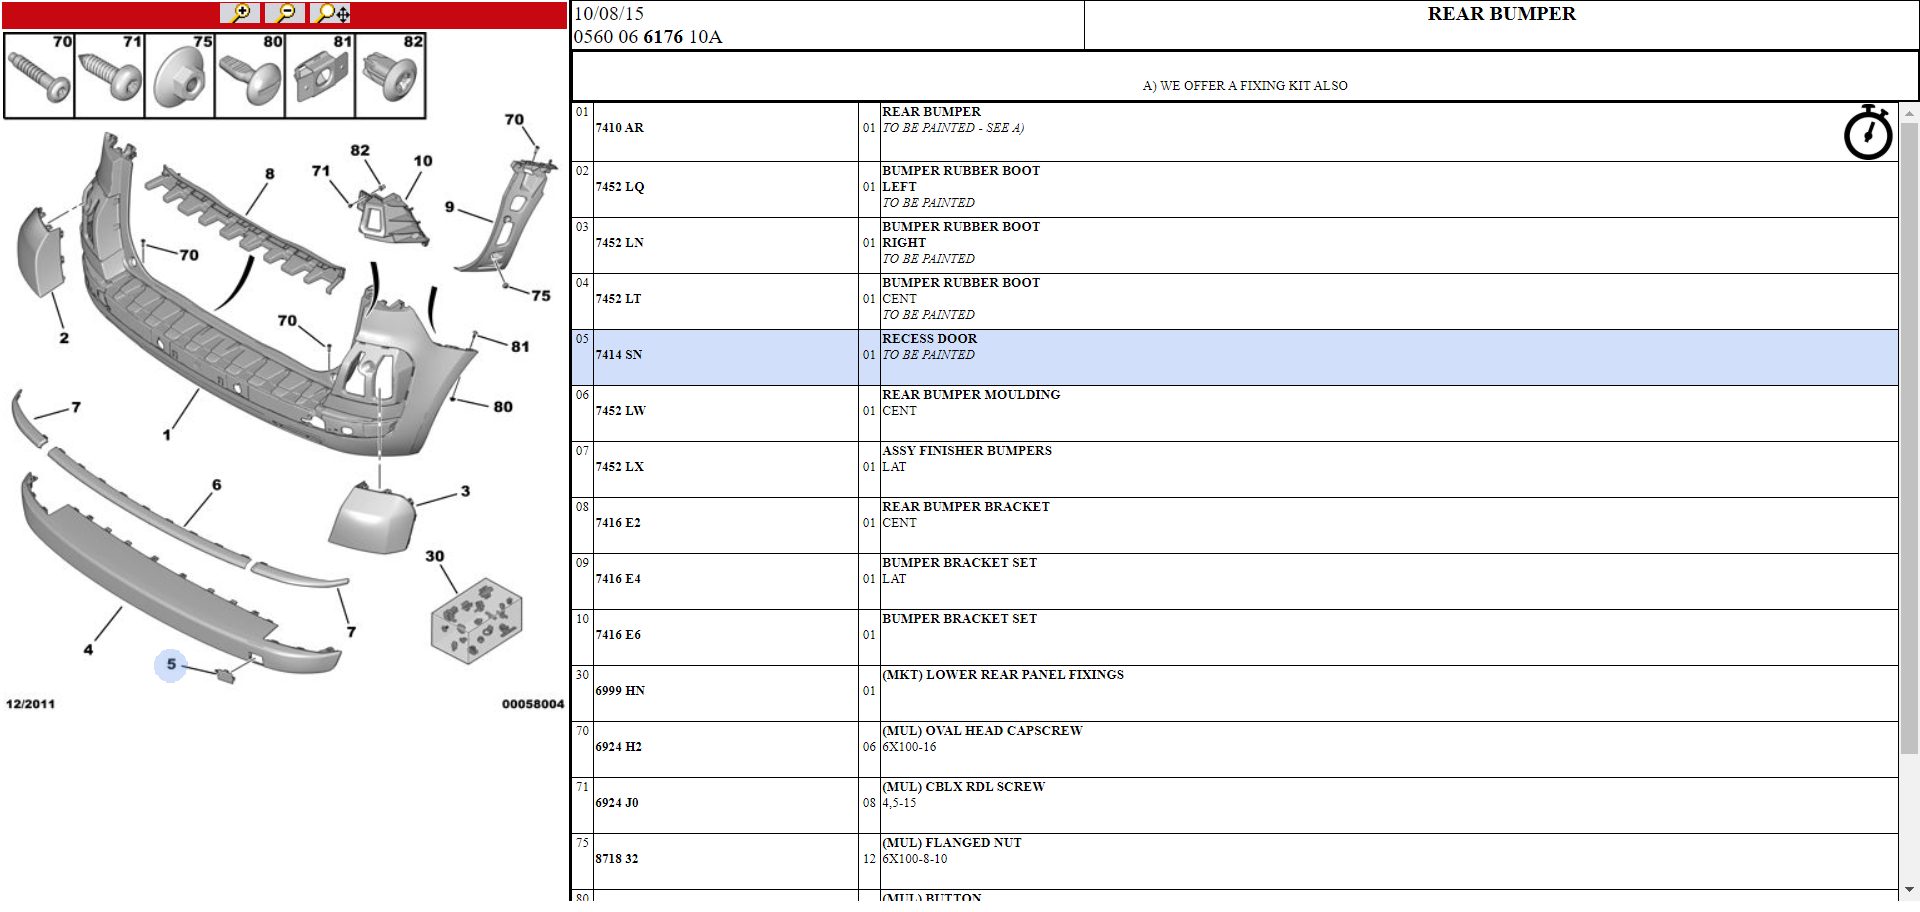 70 71 75 80 81 82
70
82
71
10
8
9
70
75
2
70
81
7
80
1
6
3
30
4
7
5
12/2011 00058004
10/08/15
0560 06 6176 10A
REAR BUMPER
A) WE OFFER A FIXING KIT ALSO
01 7410 AR 01 REAR BUMPER
TO BE PAINTED - SEE A)
02 7452 LQ 01 BUMPER RUBBER BOOT
LEFT
TO BE PAINTED
03 7452 LN 01 BUMPER RUBBER BOOT
RIGHT
TO BE PAINTED
04 7452 LT 01 BUMPER RUBBER BOOT
CENT
TO BE PAINTED
05 7414 SN 01 RECESS DOOR
TO BE PAINTED
06 7452 LW 01 REAR BUMPER MOULDING
CENT
07 7452 LX 01 ASSY FINISHER BUMPERS
LAT
08 7416 E2 01 REAR BUMPER BRACKET
CENT
09 7416 E4 01 BUMPER BRACKET SET
LAT
10 7416 E6 01 BUMPER BRACKET SET
30 6999 HN 01 (MKT) LOWER REAR PANEL FIXINGS
70 6924 H2 06 (MUL) OVAL HEAD CAPSCREW
6X100-16
71 6924 J0 08 (MUL) CBLX RDL SCREW
4,5-15
75 8718 32 12 (MUL) FLANGED NUT
6X100-8-10
80 (MUL) BUTTON